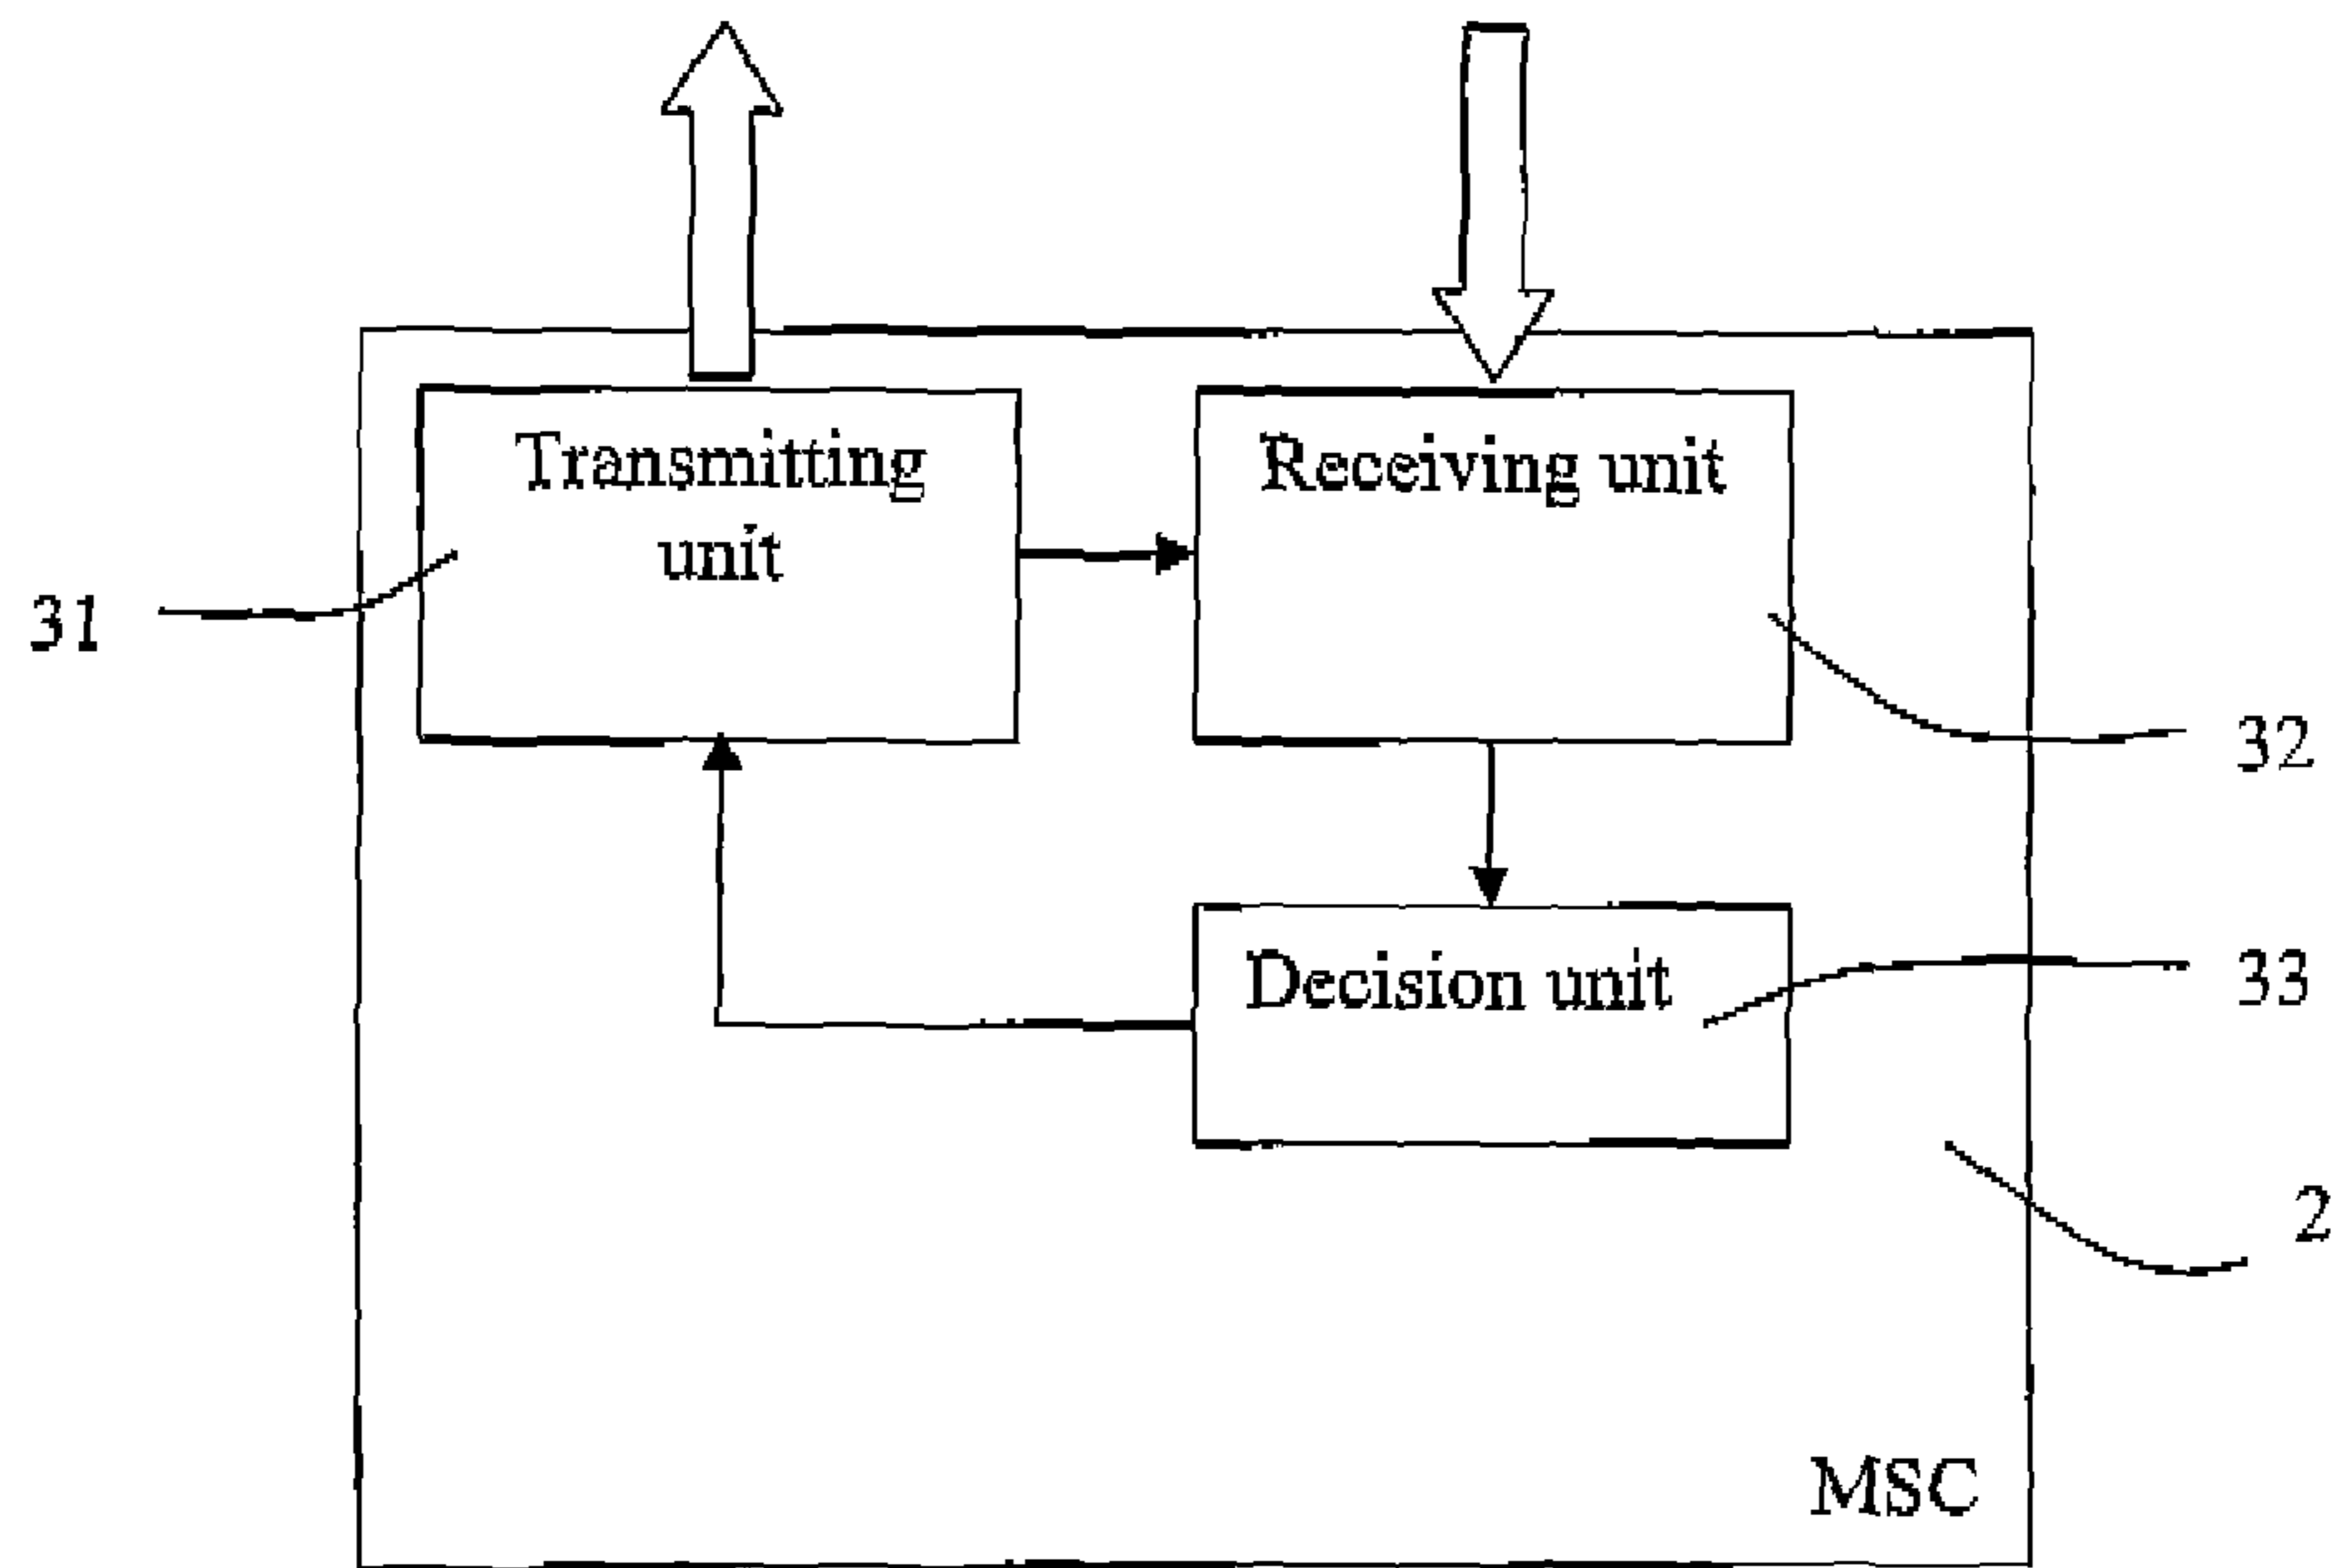 Transmitting
unit
Receiving unit
31
32
Decision unit
33
2
MSC